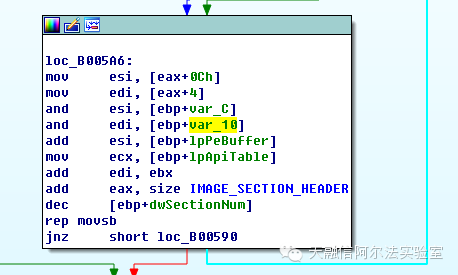 loc_B005A6:
mov esi, [eax+0Ch]
mov edi, [eax+4]
and esi, [ebp+var_C]
and edi, [ebp+var_10]
add esi, [ebp+lpPeBuffer]
mov ecx, [ebp+lpApiTable]
add edi, ebx
add eax, size IMAGE_SECTION_HEADER
dec [ebp+dwSectionNum]
rep movsb
jnz short loc_B00590
天融信阿尔法实验室